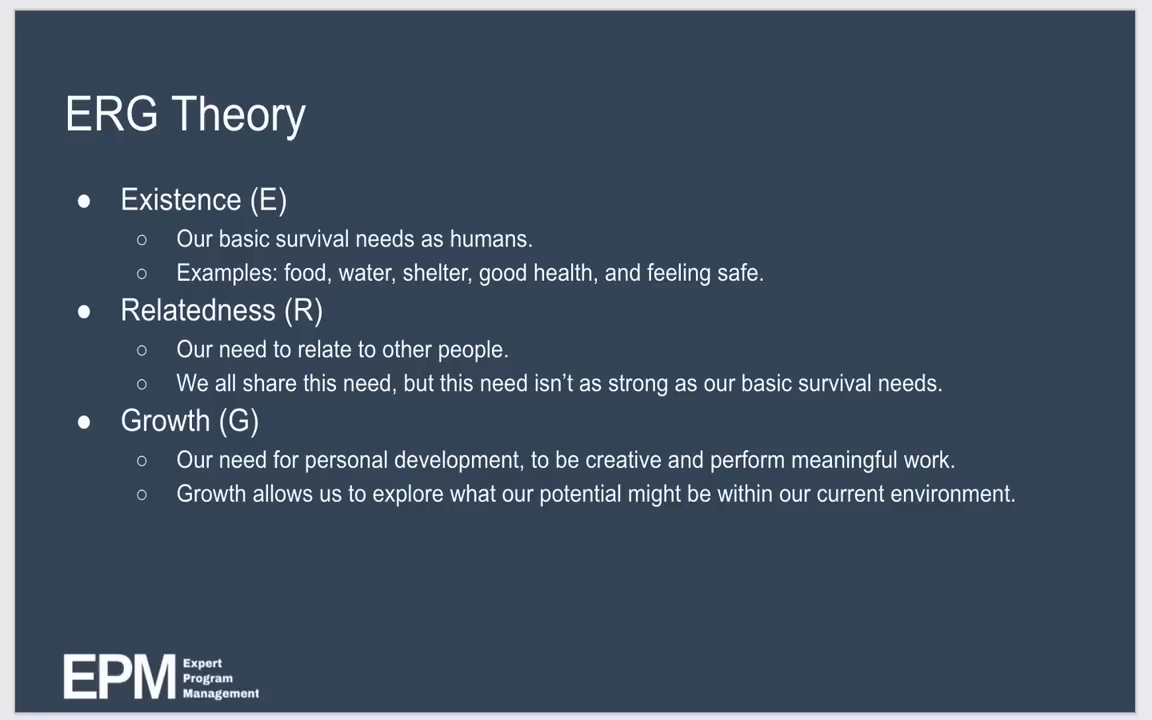 ERG Theory
● Existence (E)
○ Our basic survival needs as humans.
○ Examples: food, water, shelter, good health, and feeling safe.
● Relatedness (R)
○ Our need to relate to other people.
○ We all share this need, but this need isn’t as strong as our basic survival needs.
● Growth (G)
○ Our need for personal development, to be creative and perform meaningful work.
○ Growth allows us to explore what our potential might be within our current environment.
EPM
Expert
Program
Management